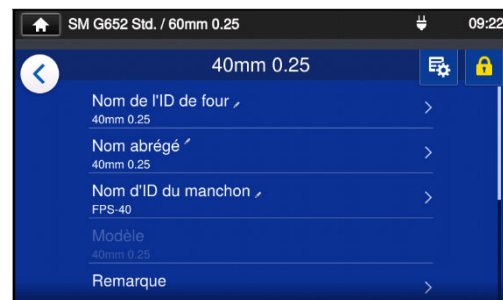 SM G652 Std. / 60mm 0.25
09:22
40mm 0.25
Nom de l'ID de four
40mm 0.25
Nom abrégé
40mm 0.25
Nom d'ID du manchon
FPS-40
Modèle
40mm 0.25
Remarque